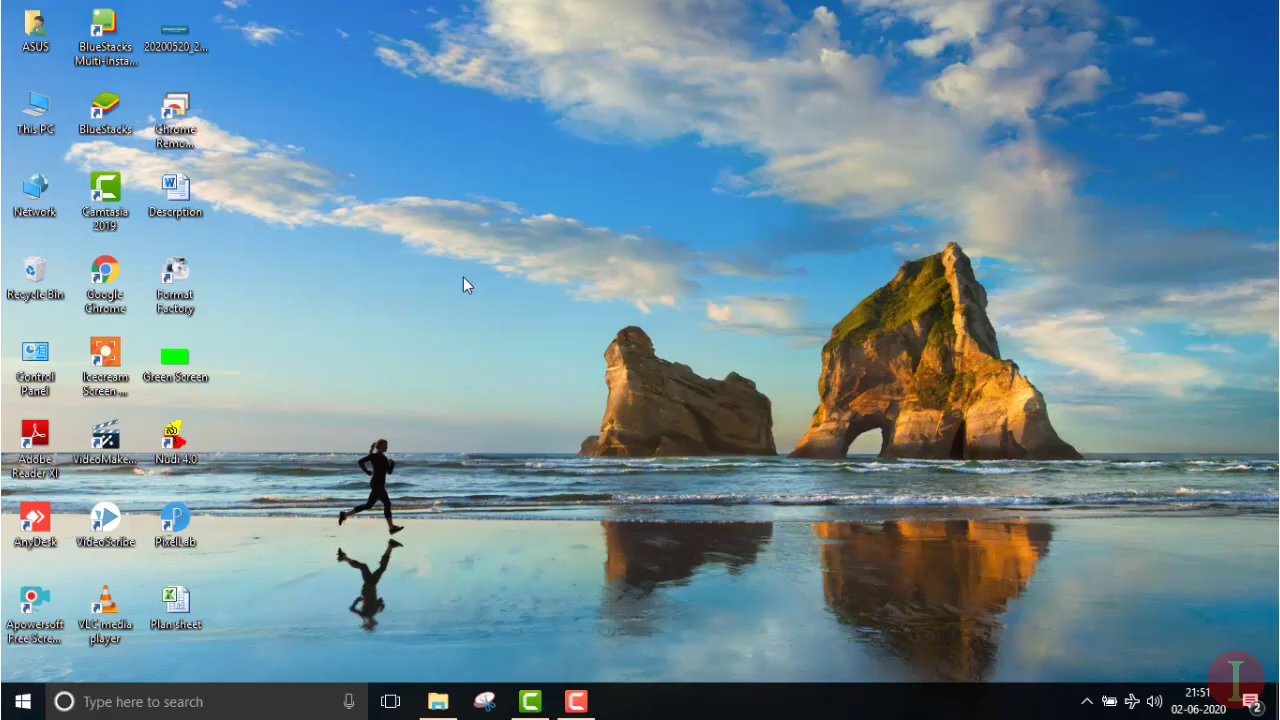 ASUS
BlueStacks
Multi-Insta...
20200520_2...
This PC
BlueStacks
Chrome
Remo...
Network
Camtasia
2019
Descrption
Recycle Bin
Google
Chrome
Format
Factory
Control
Panel
Icecream
Screen ...
Green Screen
Adobe
Reader XI
VideoMake...
Nudi 4.0
AnyDesk
VideoScribe
PixelLab
Apowersoft
Free Scre...
VLC media
player
Plan sheet
Type here to search
21:51
02-06-2020
2
I